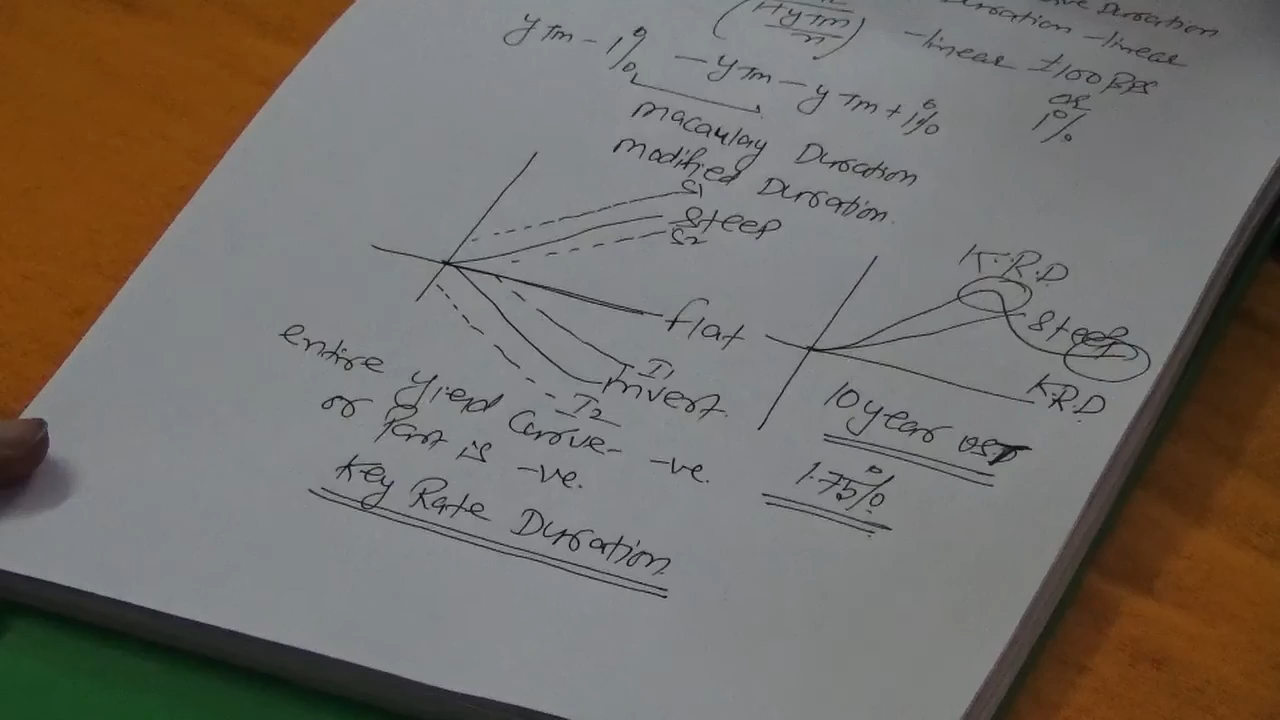 Duration
Duration -linear
(1+YTM/n) -linear ±100 BPS
or
1%
YTM-1% -YTM-YTM+1%
Macaulay Duration
Modified Duration.
S1
Steep
S2
flat
I1
Invert.
I2
entire yield Curve- -ve.
or Part is -ve.
Key Rate Duration
K.R.D
Steep
K.R.D
10 year UST
1.75%